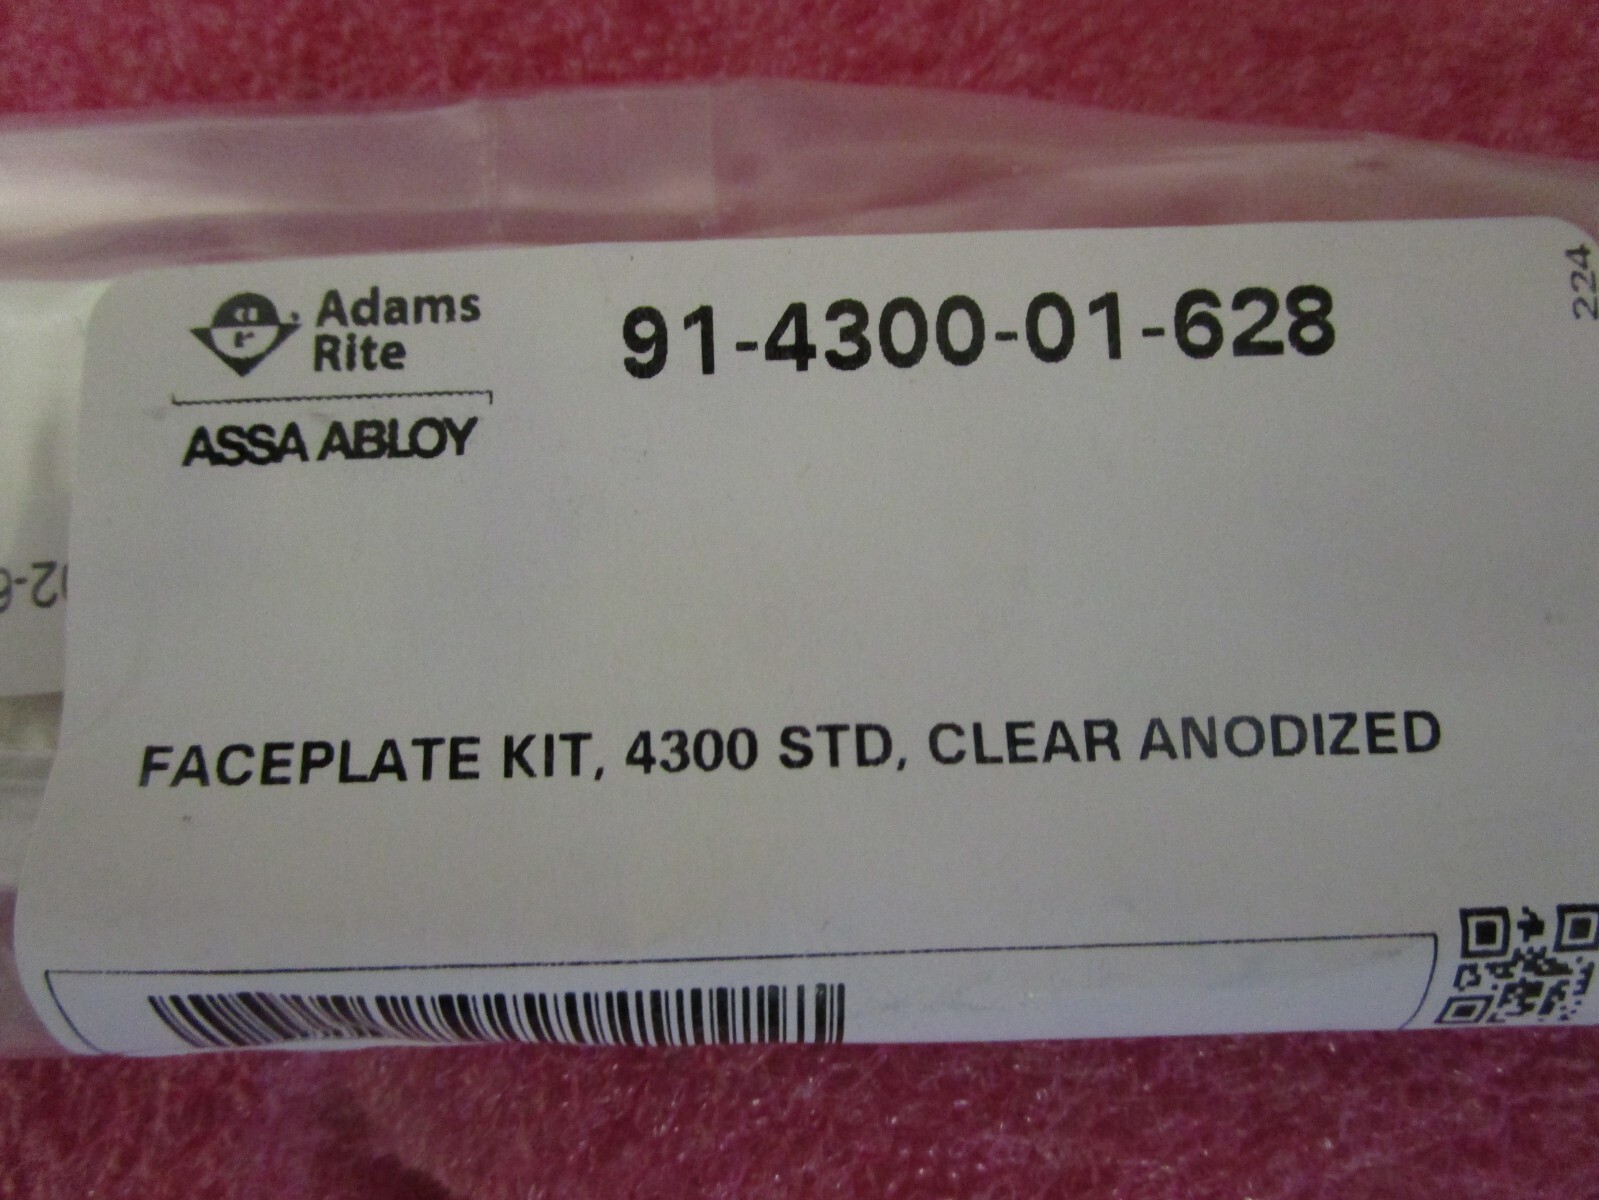 Adams
Rite
ASSA ABLOY
91-4300-01-628
224
FACEPLATE KIT, 4300 STD, CLEAR ANODIZED